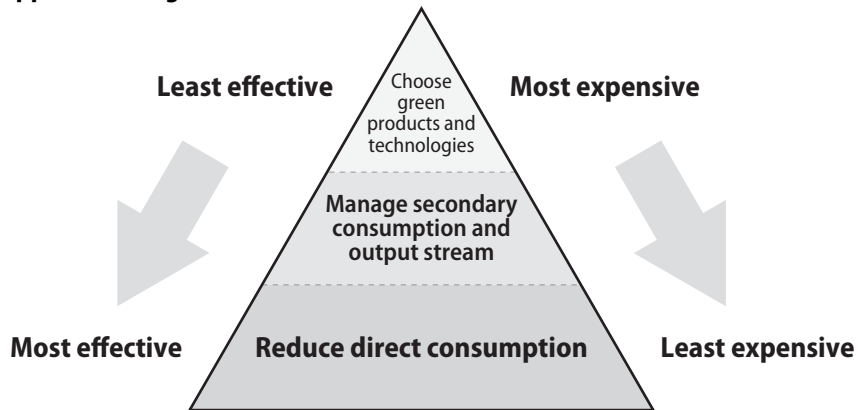 Least effective
Choose
green
products and
technologies
Most expensive
Manage secondary
consumption and
output stream
Most effective
Reduce direct consumption
Least expensive